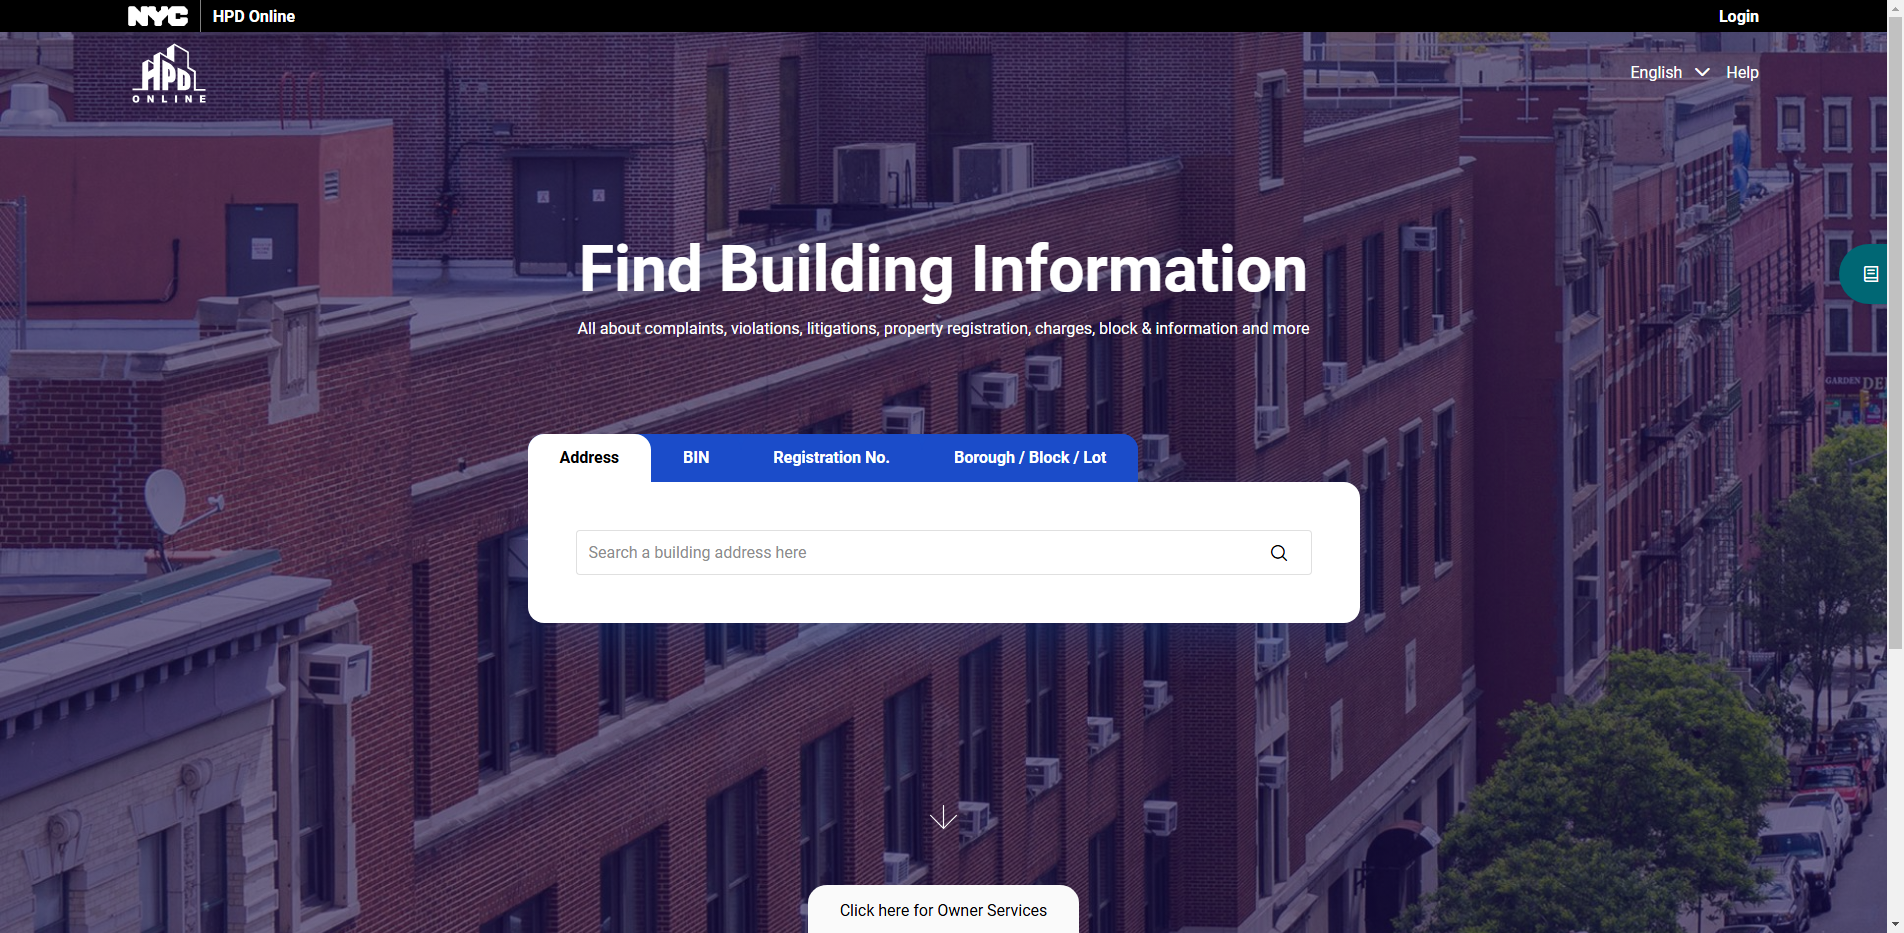 NYC
HPD Online
Login
HPD
ONLINE
English
Help
Find Building Information
All about complaints, violations, litigations, property registration, charges, block & information and more
GARDEN DE
Address
BIN
Registration No.
Borough / Block / Lot
Search a building address here
Click here for Owner Services